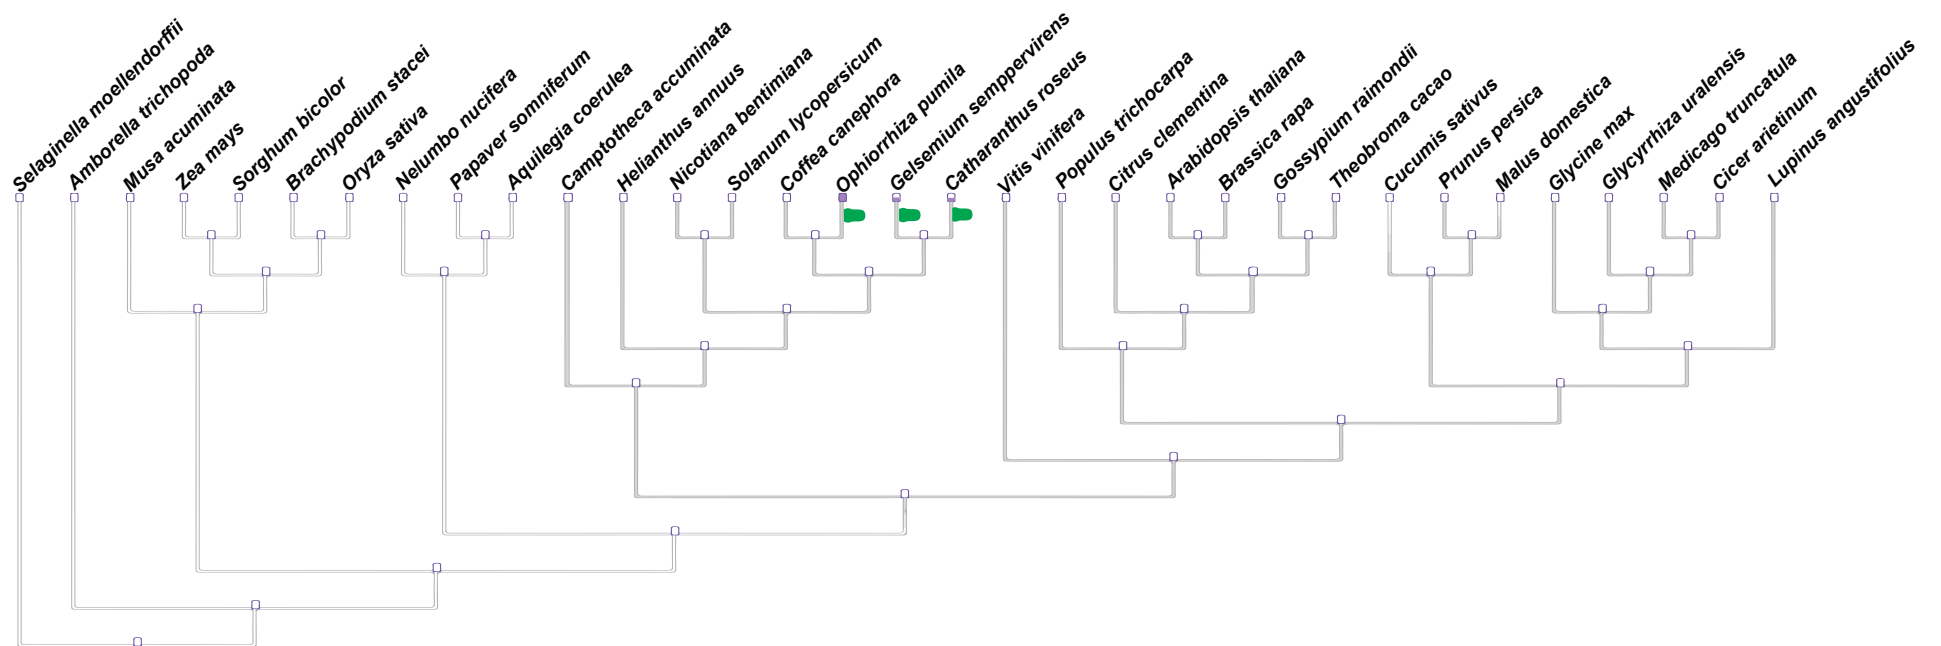 Selaginella moellendorffii
Amborella trichopoda
Musa acuminata
Zea mays
Sorghum bicolor
Brachypodium stacei
Oryza sativa
Nelumbo nucifera
Papaver somniferum
Aquilegia coerulea
Camptotheca accuminata
Helianthus annuus
Nicotiana bentimiana
Solanum lycopersicum
Coffea canephora
Ophiorrhiza pumila
Gelsemium semppervirens
Catharanthus roseus
Vitis vinifera
Populus trichocarpa
Citrus clementina
Arabidopsis thaliana
Brassica rapa
Gossypium raimondii
Theobroma cacao
Cucumis sativus
Prunus persica
Malus domestica
Glycine max
Glycyrrhiza uralensis
Medicago truncatula
Cicer arietinum
Lupinus angustifolius